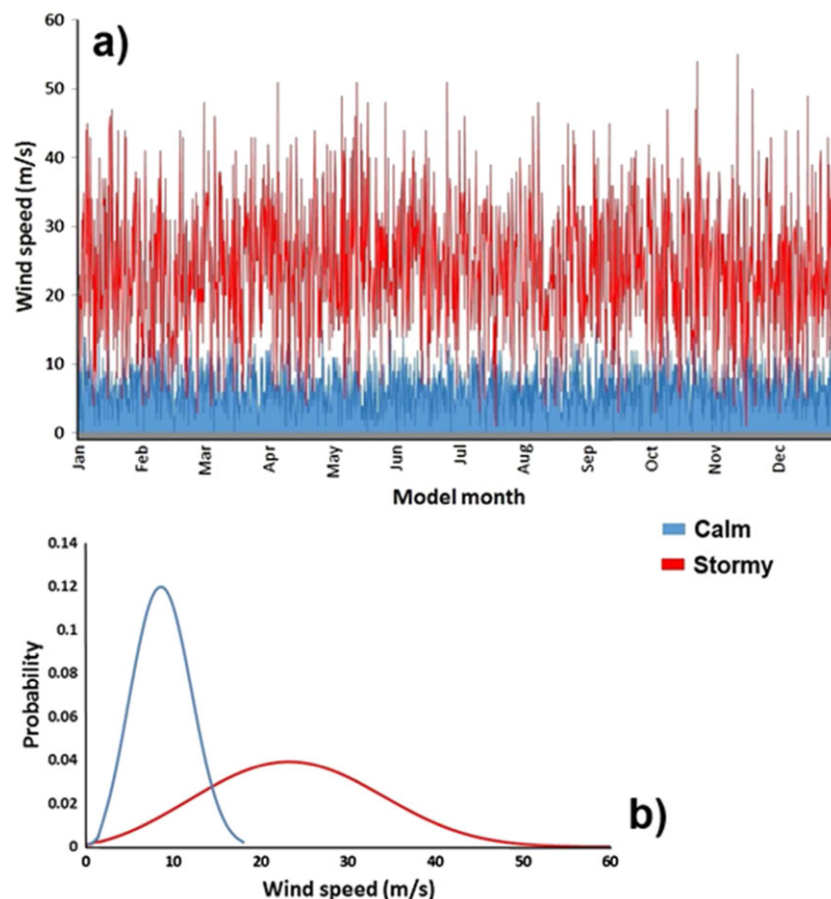 a)
60
50
40
30
20
10
0
Wind speed (m/s)
Jan Feb Mar Apr May Jun Jul Aug Sep Oct Nov Dec
Model month
Calm
Stormy
0.14
0.12
0.1
0.08
0.06
0.04
0.02
0
Probability
b)
0 10 20 30 40 50 60
Wind speed (m/s)